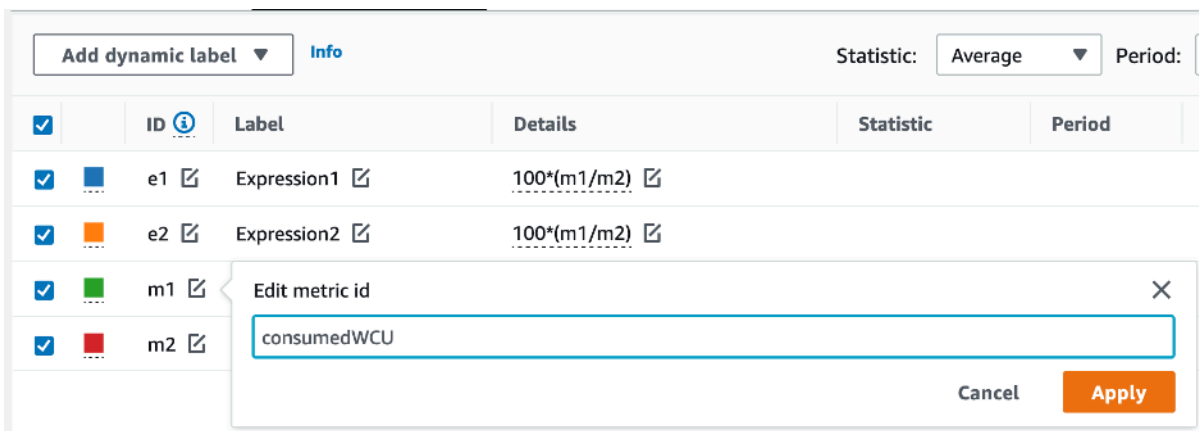 Add dynamic label ▼ Info Statistic: Average ▼ Period:
ID Label Details Statistic Period
e1 Expression1 100*(m1/m2)
e2 Expression2 100*(m1/m2)
m1 Edit metric id
consumedWCU
m2
Cancel Apply